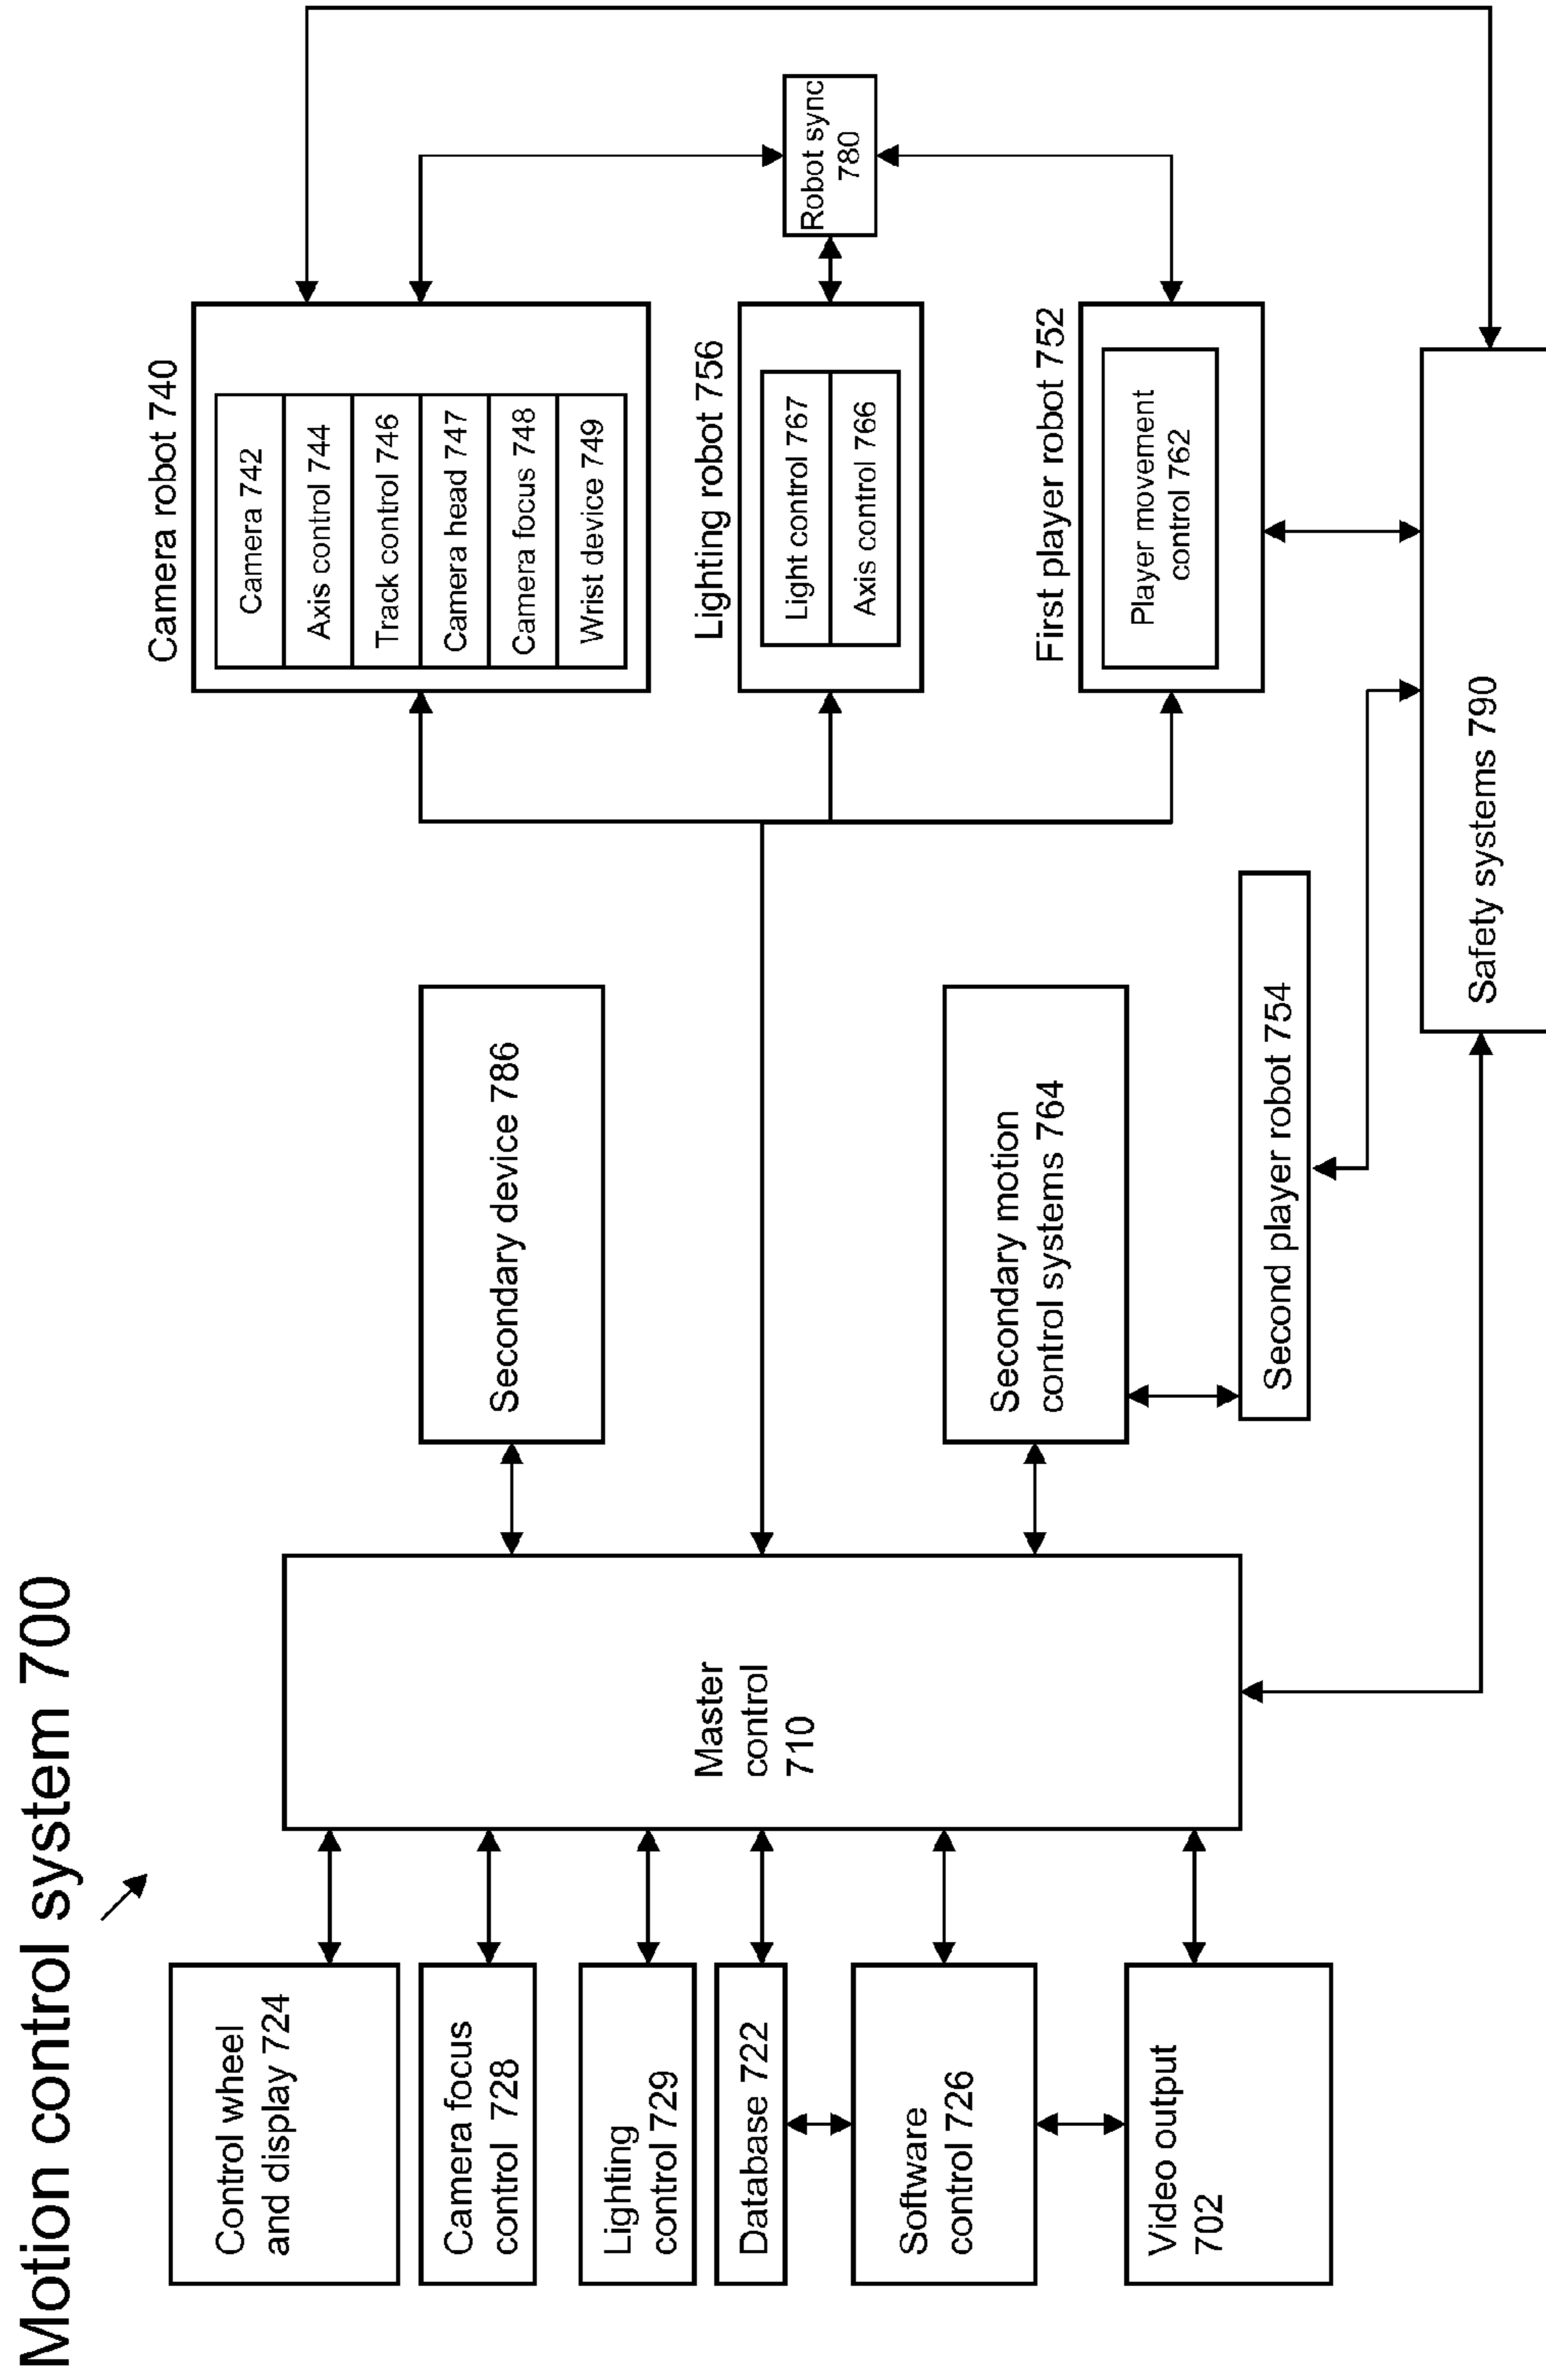 Motion control system 700
Control wheel
and display 724
Camera focus
control 728
Lighting
control 729
Database 722
Software
control 726
Video output
702
Master
control
710
Secondary device 786
Secondary motion
control systems 764
Second player robot 754
Camera robot 740
Camera 742
Axis control 744
Track control 746
Camera head 747
Camera focus 748
Wrist device 749
Lighting robot 756
Light control 767
Axis control 766
First player robot 752
Player movement
control 762
Robot sync
780
Safety systems 790